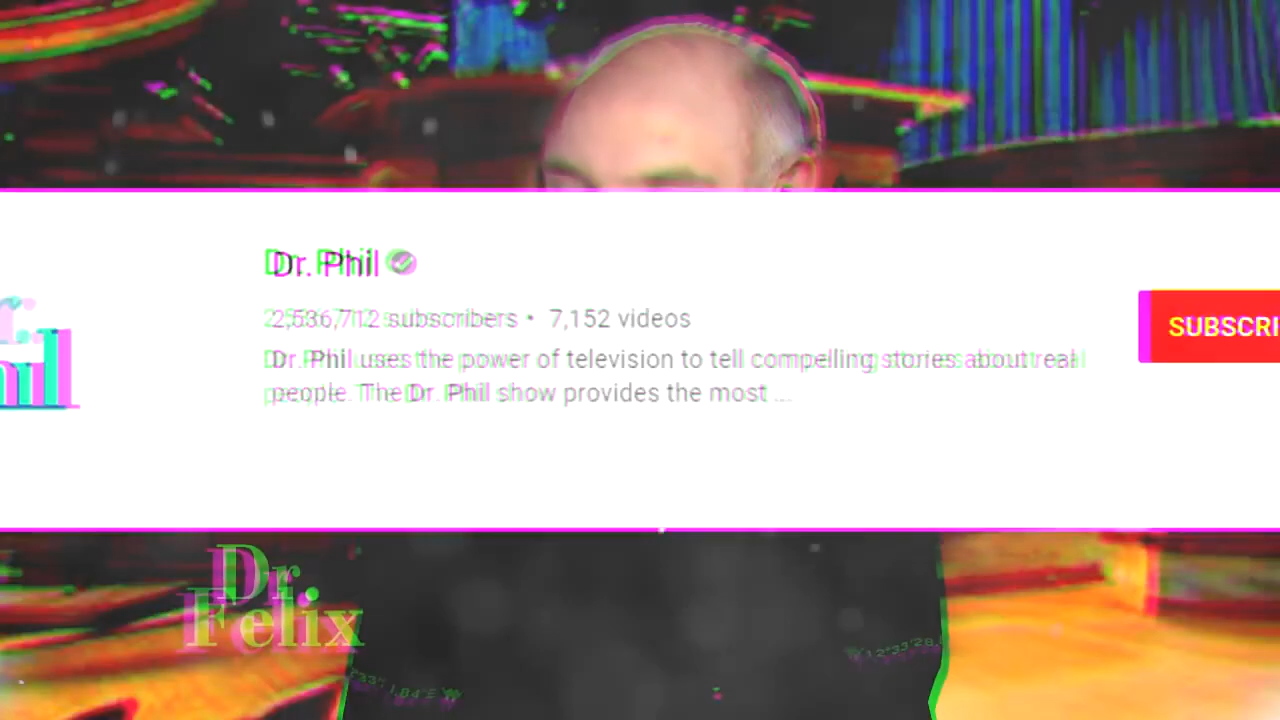 Dr. Phil
2,536,712 subscribers • 7,152 videos
Dr. Phil uses the power of television to tell compelling stories about real
people. The Dr. Phil show provides the most ...
SUBSCRI
Dr
Felix